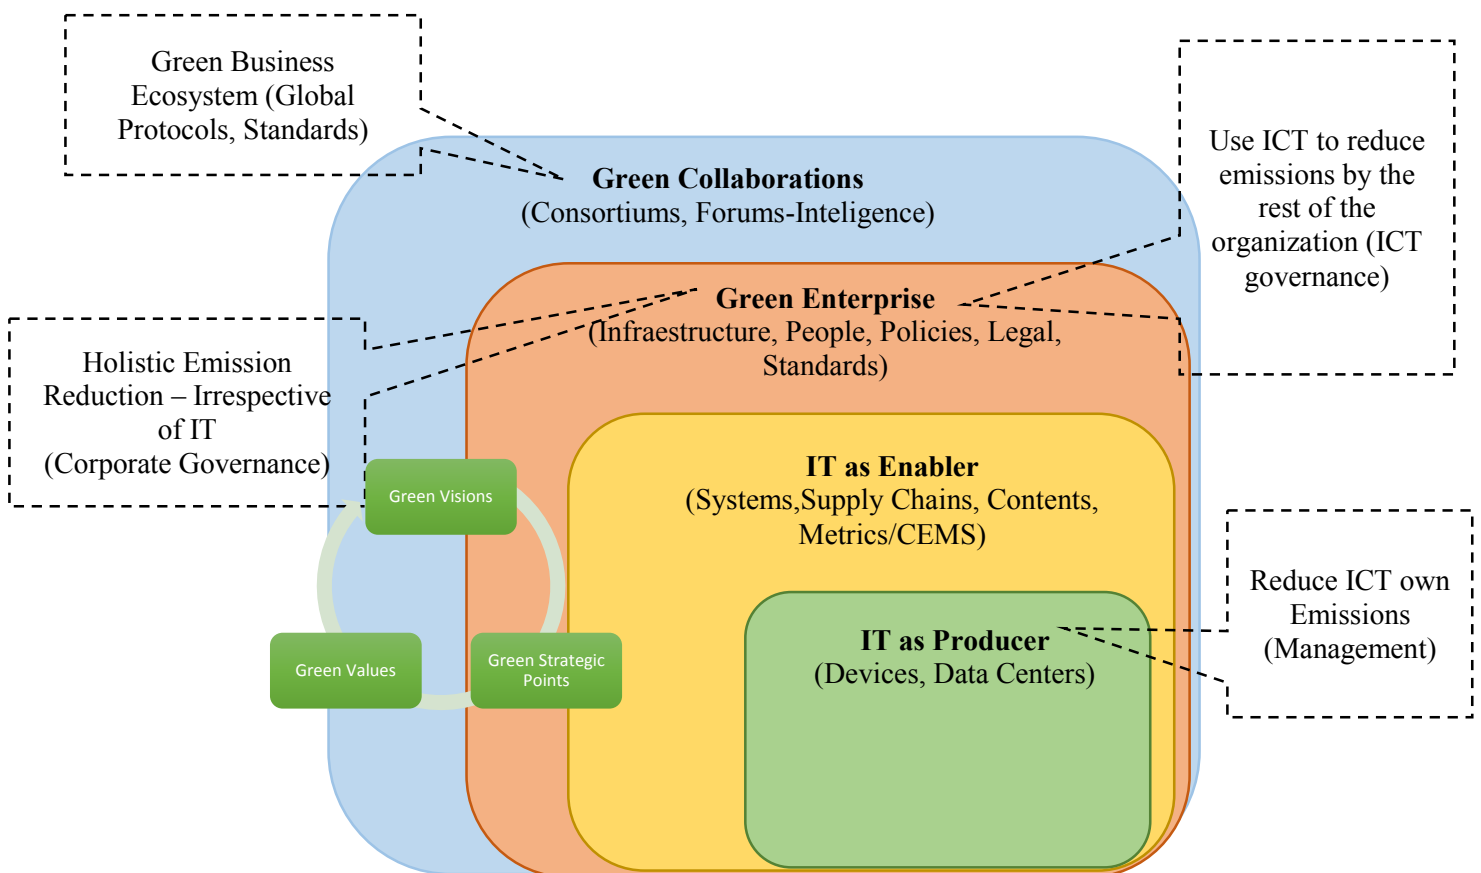 Green Business
Ecosystem (Global
Protocols, Standards)
Green Collaborations
(Consortiums, Forums-Inteligence)
Use ICT to reduce
emissions by the
rest of the
organization (ICT
governance)
Green Enterprise
(Infraestructure, People, Policies, Legal,
Standards)
Holistic Emission
Reduction – Irrespective
of IT
(Corporate Governance)
IT as Enabler
(Systems,Supply Chains, Contents,
Metrics/CEMS)
Green Visions
Green Values
Green Strategic
Points
IT as Producer
(Devices, Data Centers)
Reduce ICT own
Emissions
(Management)